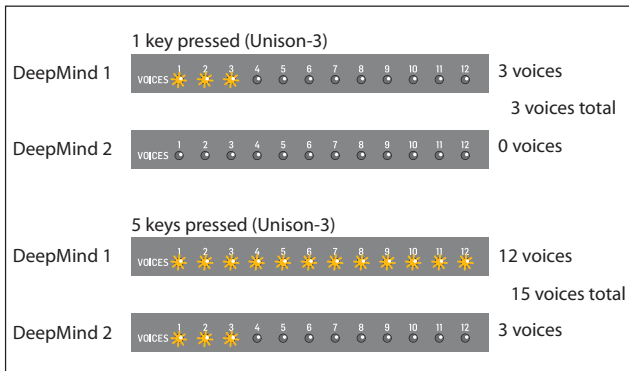 1 key pressed (Unison-3)
DeepMind 1
1 2 3 4 5 6 7 8 9 10 11 12
VOICES
3 voices
3 voices total
DeepMind 2
1 2 3 4 5 6 7 8 9 10 11 12
VOICES
0 voices
5 keys pressed (Unison-3)
DeepMind 1
1 2 3 4 5 6 7 8 9 10 11 12
VOICES
12 voices
15 voices total
DeepMind 2
1 2 3 4 5 6 7 8 9 10 11 12
VOICES
3 voices